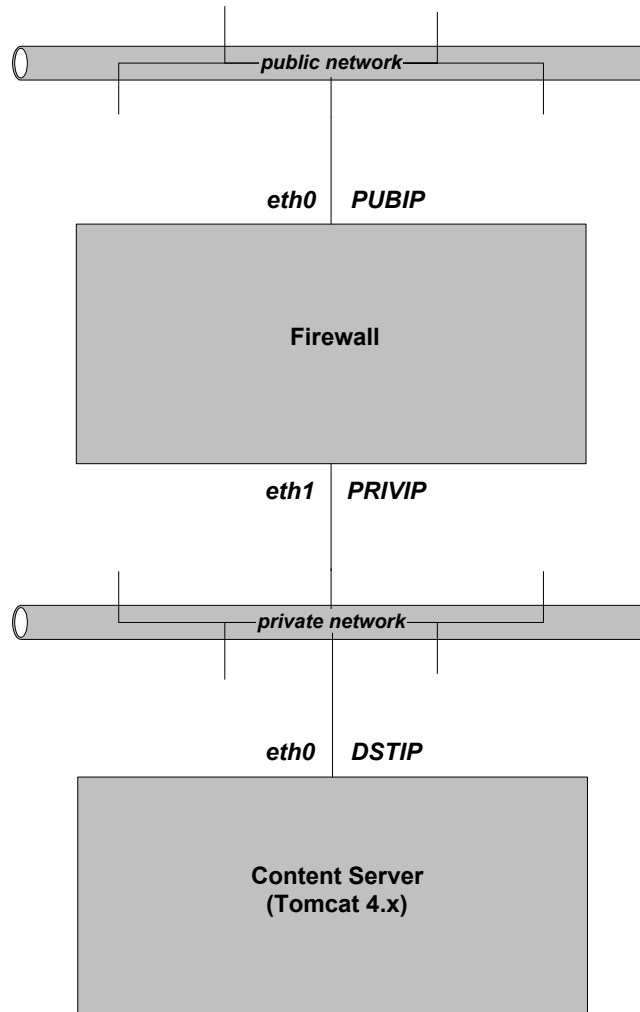 public network
eth0 PUBIP
Firewall
eth1 PRIVIP
private network
eth0 DSTIP
Content Server
(Tomcat 4.x)